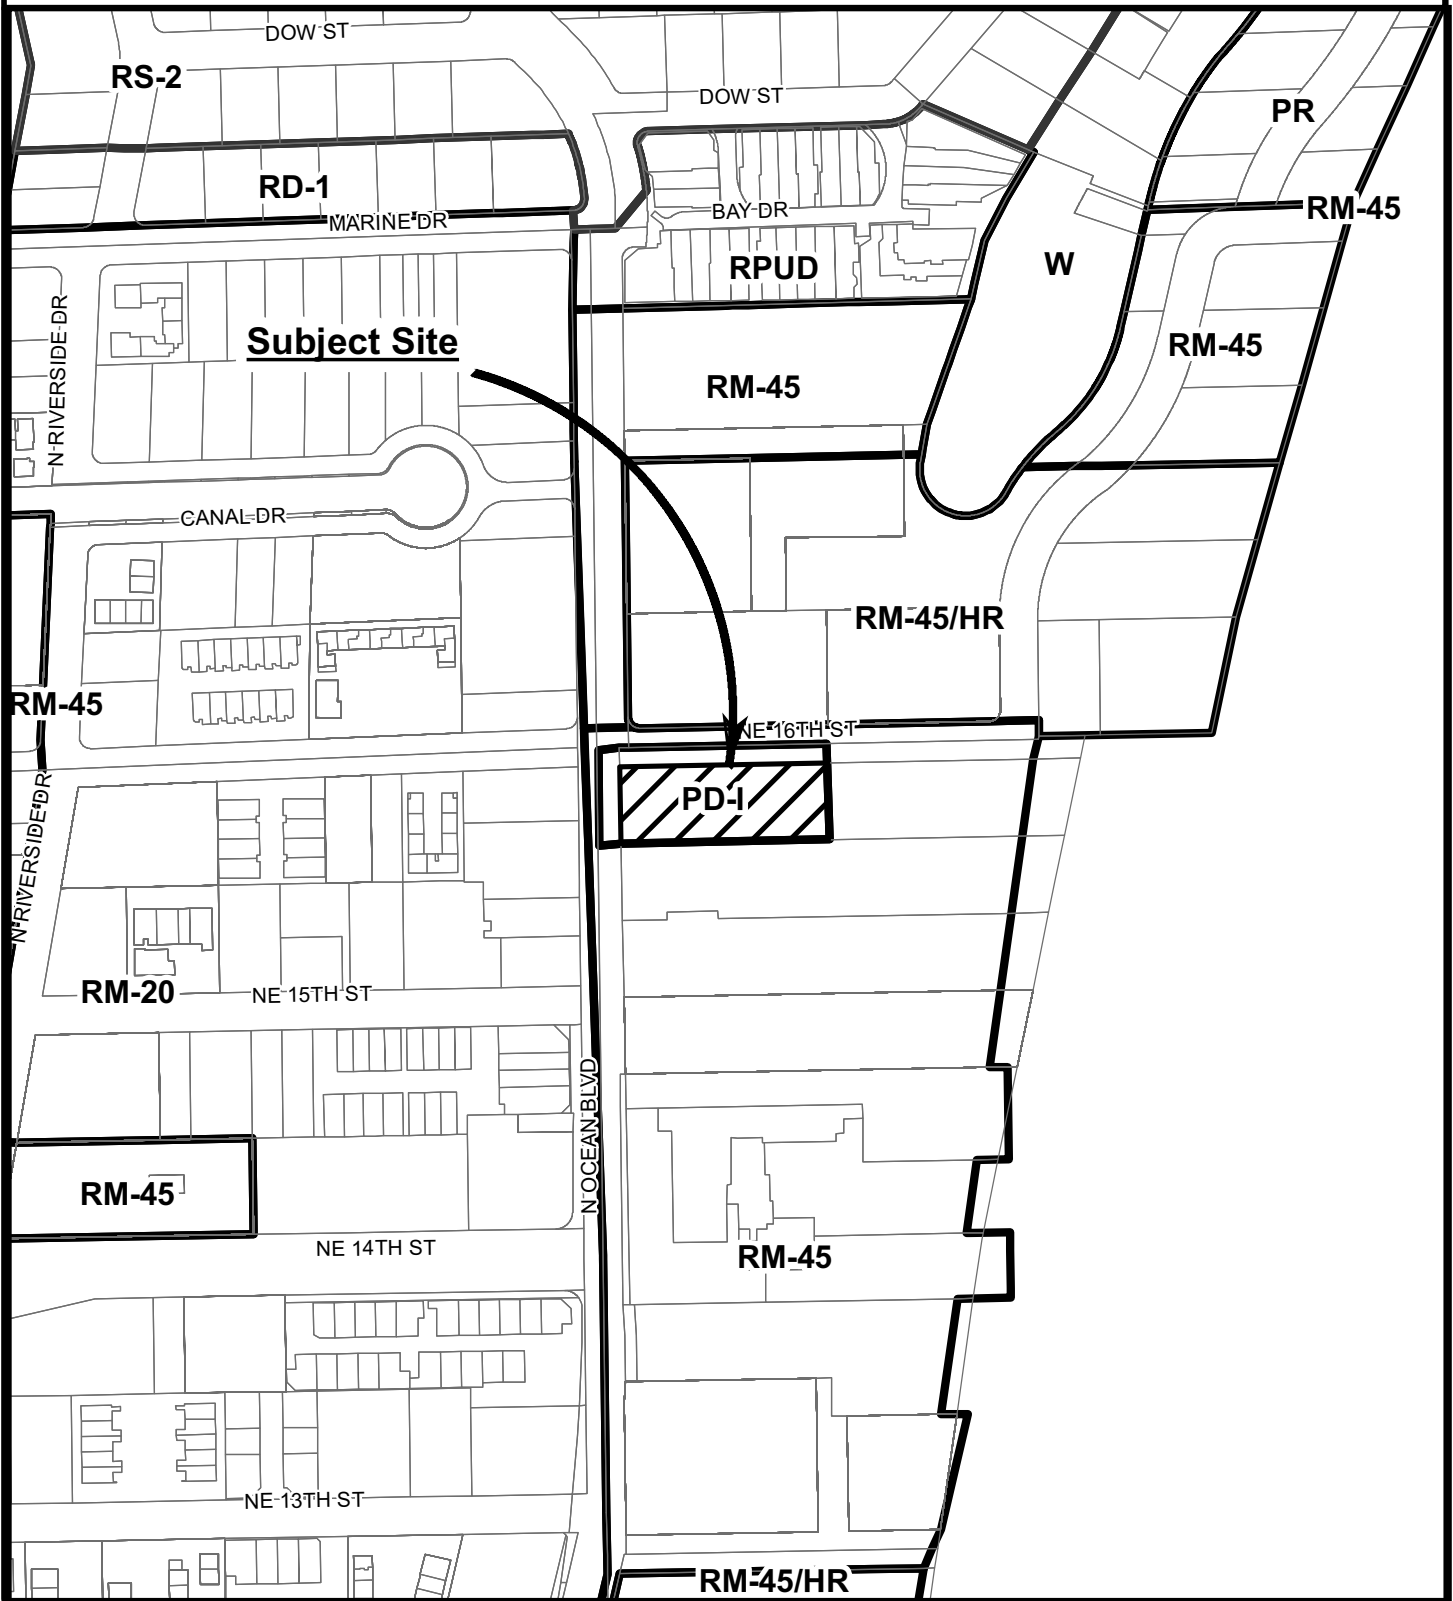 DOW ST
RS-2
DOW ST
PR
RD-1
RM-45
BAY DR
MARINE DR
W
RPUD
Subject Site
RM-45
N RIVERSIDE DR
RM-45
CANAL DR
RM-45/HR
RM-45
NE 16TH ST
PD-I
N RIVERSIDE DR
RM-20
NE 15TH ST
N OCEAN BLVD
RM-45
NE 14TH ST
RM-45
NE 13TH ST
RM-45/HR